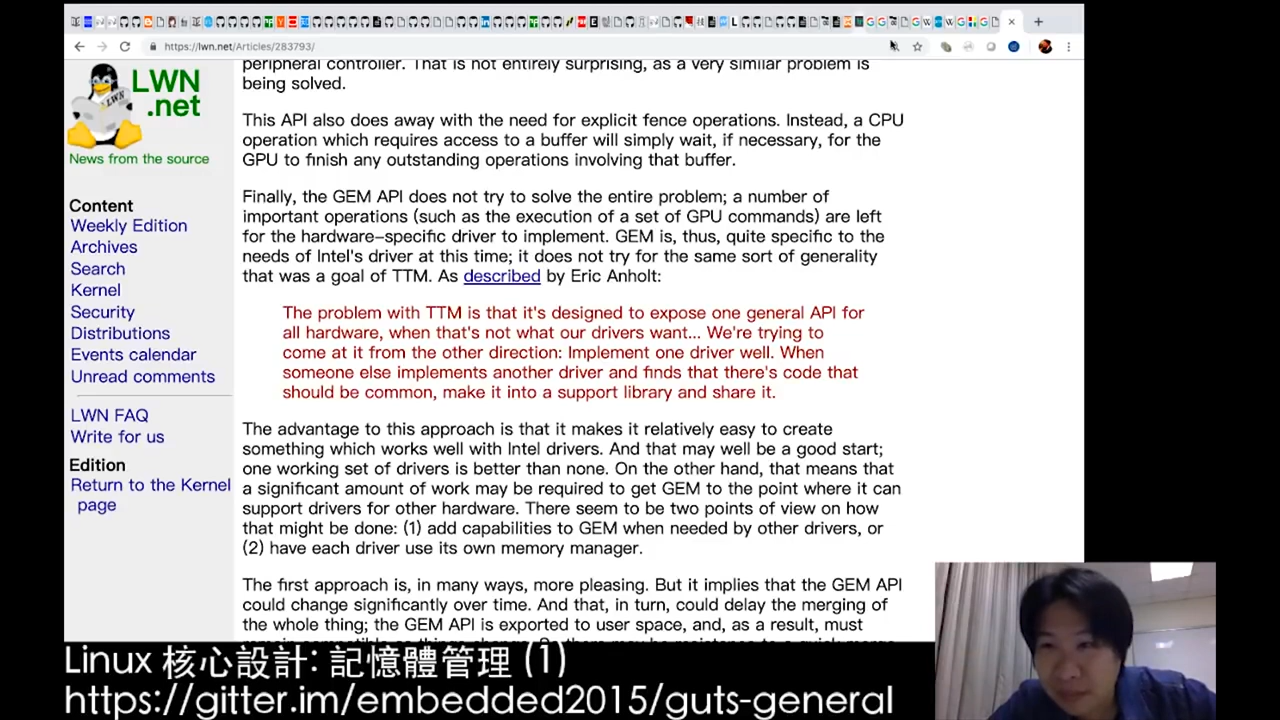 https://lwn.net/Articles/283793/
peripheral controller. That is not entirely surprising, as a very similar problem is
being solved.
LWN
.net
News from the source
This API also does away with the need for explicit fence operations. Instead, a CPU
operation which requires access to a buffer will simply wait, if necessary, for the
GPU to finish any outstanding operations involving that buffer.
Content
Weekly Edition
Archives
Search
Kernel
Security
Distributions
Events calendar
Unread comments
LWN FAQ
Write for us
Edition
Return to the Kernel
page
Finally, the GEM API does not try to solve the entire problem; a number of
important operations (such as the execution of a set of GPU commands) are left
for the hardware–specific driver to implement. GEM is, thus, quite specific to the
needs of Intel's driver at this time; it does not try for the same sort of generality
that was a goal of TTM. As described by Eric Anholt:
The problem with TTM is that it's designed to expose one general API for
all hardware, when that's not what our drivers want... We're trying to
come at it from the other direction: Implement one driver well. When
someone else implements another driver and finds that there's code that
should be common, make it into a support library and share it.
The advantage to this approach is that it makes it relatively easy to create
something which works well with Intel drivers. And that may well be a good start;
one working set of drivers is better than none. On the other hand, that means that
a significant amount of work may be required to get GEM to the point where it can
support drivers for other hardware. There seem to be two points of view on how
that might be done: (1) add capabilities to GEM when needed by other drivers, or
(2) have each driver use its own memory manager.
The first approach is, in many ways, more pleasing. But it implies that the GEM API
could change significantly over time. And that, in turn, could delay the merging of
the whole thing; the GEM API is exported to user space, and, as a result, must
Linux 核心設計: 記憶體管理 (1)
https://gitter.im/embedded2015/guts-general